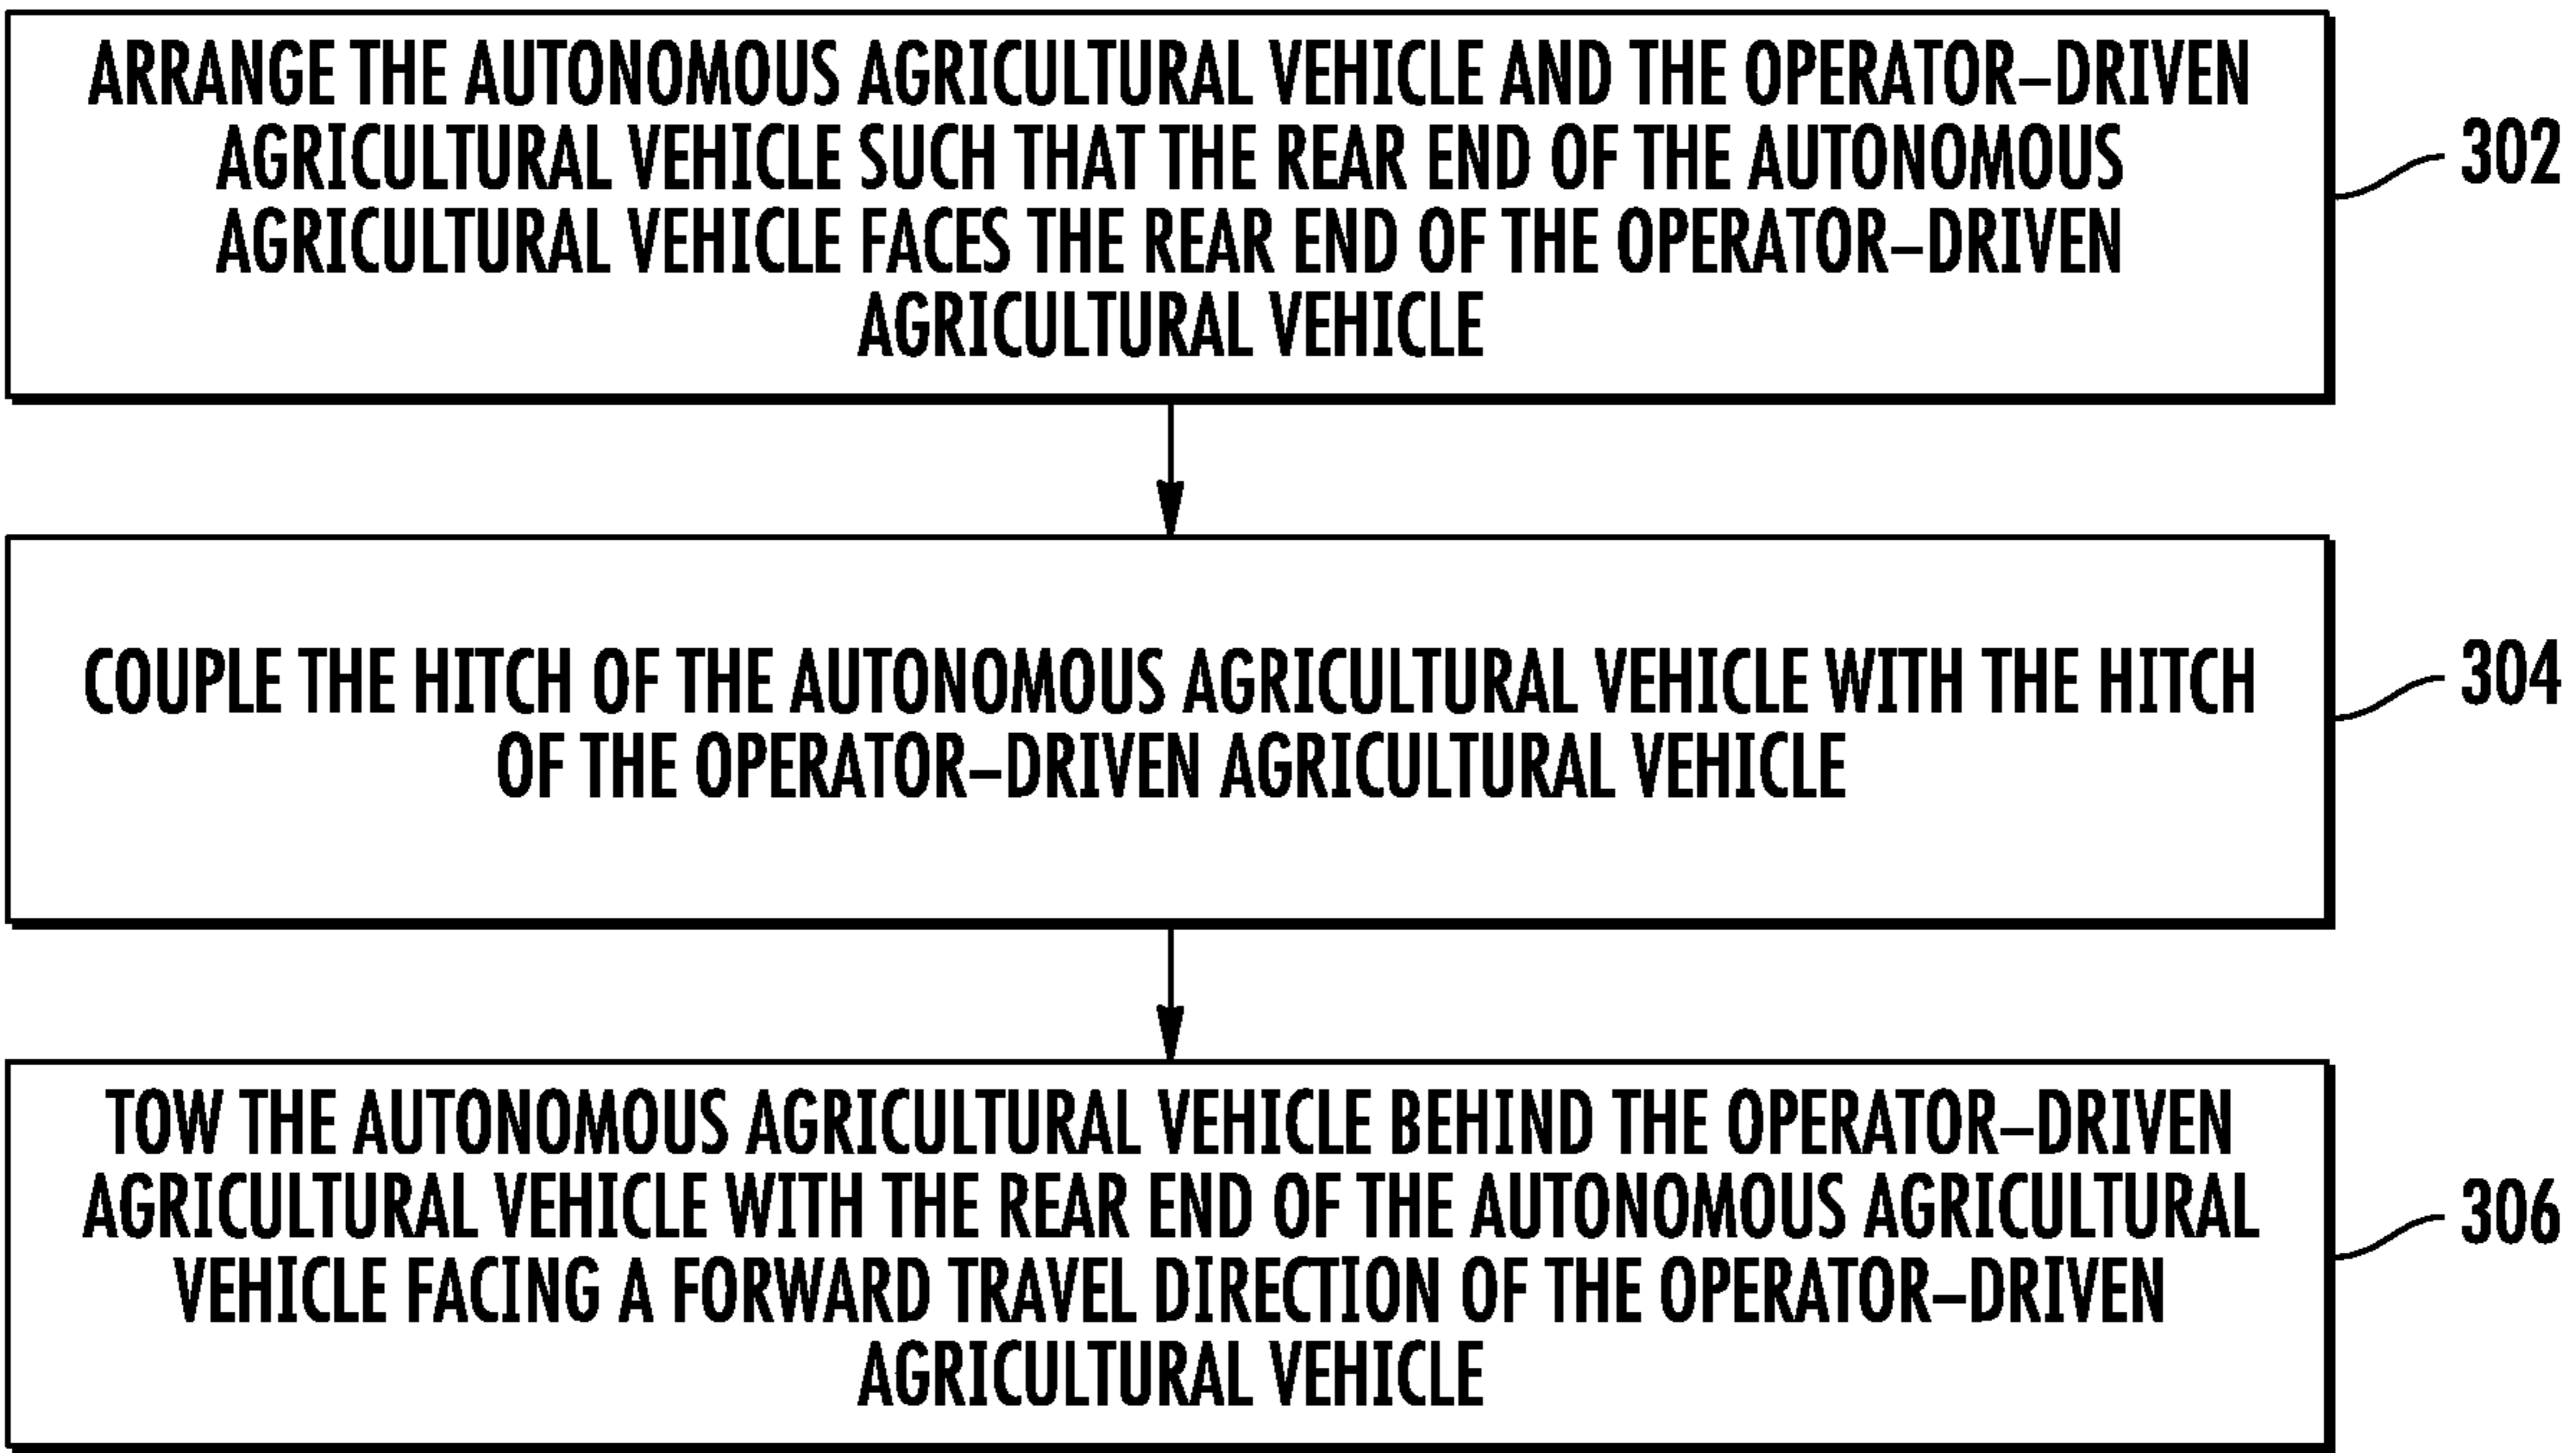 ARRANGE THE AUTONOMOUS AGRICULTURAL VEHICLE AND THE OPERATOR–DRIVEN
AGRICULTURAL VEHICLE SUCH THAT THE REAR END OF THE AUTONOMOUS
AGRICULTURAL VEHICLE FACES THE REAR END OF THE OPERATOR–DRIVEN
AGRICULTURAL VEHICLE
302
COUPLE THE HITCH OF THE AUTONOMOUS AGRICULTURAL VEHICLE WITH THE HITCH
OF THE OPERATOR–DRIVEN AGRICULTURAL VEHICLE
304
TOW THE AUTONOMOUS AGRICULTURAL VEHICLE BEHIND THE OPERATOR–DRIVEN
AGRICULTURAL VEHICLE WITH THE REAR END OF THE AUTONOMOUS AGRICULTURAL
VEHICLE FACING A FORWARD TRAVEL DIRECTION OF THE OPERATOR–DRIVEN
AGRICULTURAL VEHICLE
306